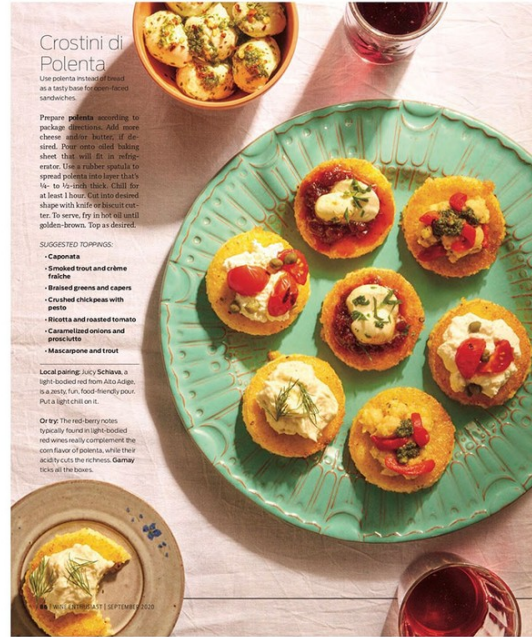 Crostini di
Polenta
Use polenta instead of bread
as a tasty base for open-faced
sandwiches.
Prepare polenta according to
package directions. Add more
cheese and/or butter, if de-
sired. Pour onto oiled baking
sheet that will fit in refrig-
erator. Use a rubber spatula to
spread polenta into layer that's
¼- to ½-inch thick. Chill for
at least 1 hour. Cut into desired
shape with knife or biscuit cut-
ter. To serve, fry in hot oil until
golden-brown. Top as desired.
SUGGESTED TOPPINGS:
• Caponata
• Smoked trout and crème
fraîche
• Braised greens and capers
• Crushed chickpeas with
pesto
• Ricotta and roasted tomato
• Caramelized onions and
prosciutto
• Mascarpone and trout
Local pairing: Juicy Schiava, a
light-bodied red from Alto Adige,
is a zesty, fun, food-friendly pour.
Put a light chill on it.
Or try: The red-berry notes
typically found in light-bodied
red wines really complement the
corn flavor of polenta, while their
acidity cuts the richness. Gamay
ticks all the boxes.
| WINE ENTHUSIAST | SEPTEMBER 2020